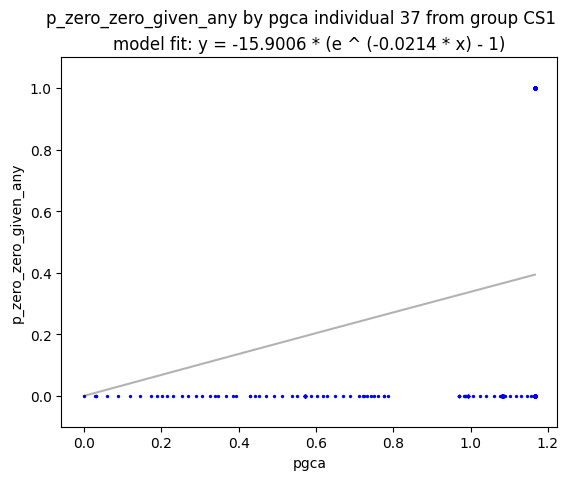 p_zero_zero_given_any by pgca individual 37 from group CS1
model fit: y = -15.9006 * (e ^ (-0.0214 * x) - 1)
1.0
0.8
0.6
0.4
0.2
0.0
p_zero_zero_given_any
0.0 0.2 0.4 0.6 0.8 1.0 1.2
pgca